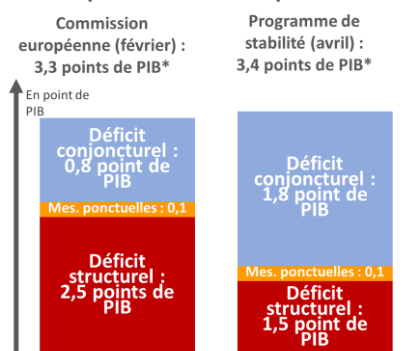 Commission
européenne (février) :
3,3 points de PIB*
Programme de
stabilité (avril) :
3,4 points de PIB*
En point de
PIB
Déficit
conjoncturel :
0,8 point de
PIB
Mes. ponctuelles : 0,1
Déficit
structurel :
2,5 points de
PIB
Déficit
conjoncturel :
1,8 point de
PIB
Mes. ponctuelles : 0,1
Déficit
structurel :
1,5 point de
PIB